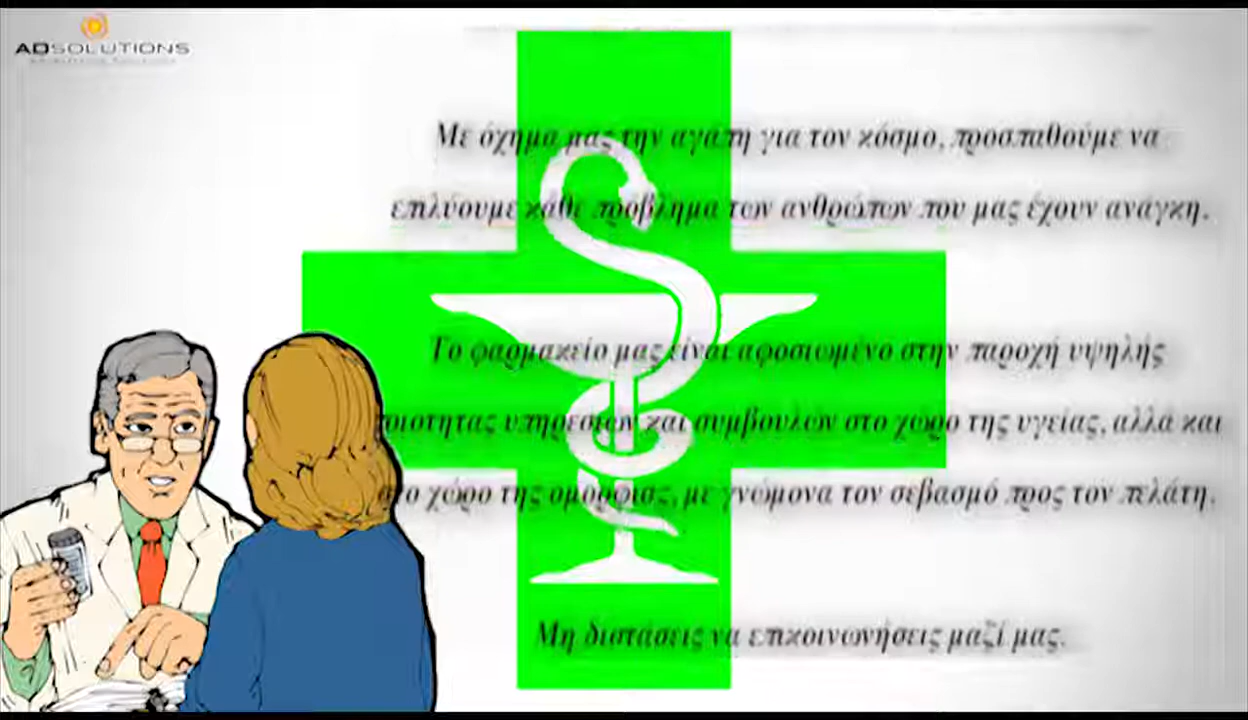 ADSOLUTIONS
Με όχημα μας την αγάπη για τον κόσμο, προσπαθούμε να
επιλύουμε κάθε πρόβλημα των ανθρώπων που μας έχουν ανάγκη.
Το φαρμακείο μας είναι αφοσιωμένο στην παροχή υψηλής
ποιότητας υπηρεσιών και συμβουλών στο χώρο της υγείας, αλλά και
στο χώρο της ομορφιάς, με γνώμονα τον σεβασμό προς τον πελάτη.
Μη διστάσεις να επικοινωνήσεις μαζί μας.